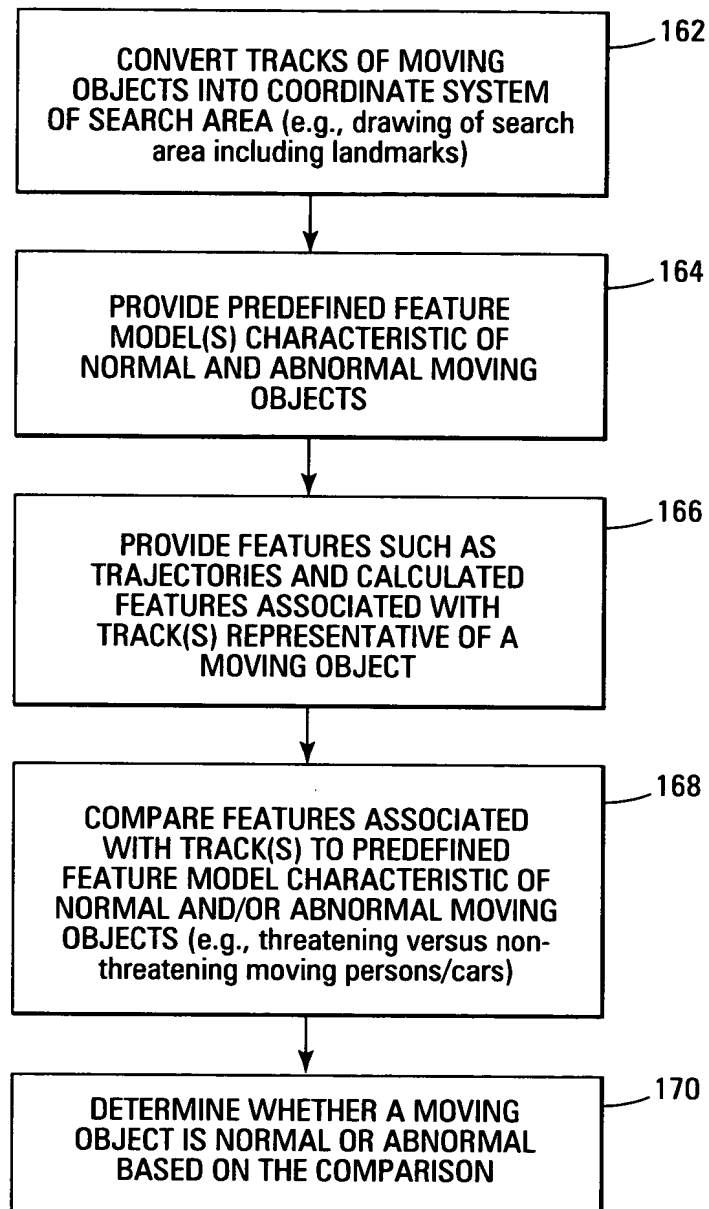 162
CONVERT TRACKS OF MOVING
OBJECTS INTO COORDINATE SYSTEM
OF SEARCH AREA (e.g., drawing of search
area including landmarks)
164
PROVIDE PREDEFINED FEATURE
MODEL(S) CHARACTERISTIC OF
NORMAL AND ABNORMAL MOVING
OBJECTS
166
PROVIDE FEATURES SUCH AS
TRAJECTORIES AND CALCULATED
FEATURES ASSOCIATED WITH
TRACK(S) REPRESENTATIVE OF A
MOVING OBJECT
168
COMPARE FEATURES ASSOCIATED
WITH TRACK(S) TO PREDEFINED
FEATURE MODEL CHARACTERISTIC OF
NORMAL AND/OR ABNORMAL MOVING
OBJECTS (e.g., threatening versus non-
threatening moving persons/cars)
170
DETERMINE WHETHER A MOVING
OBJECT IS NORMAL OR ABNORMAL
BASED ON THE COMPARISON